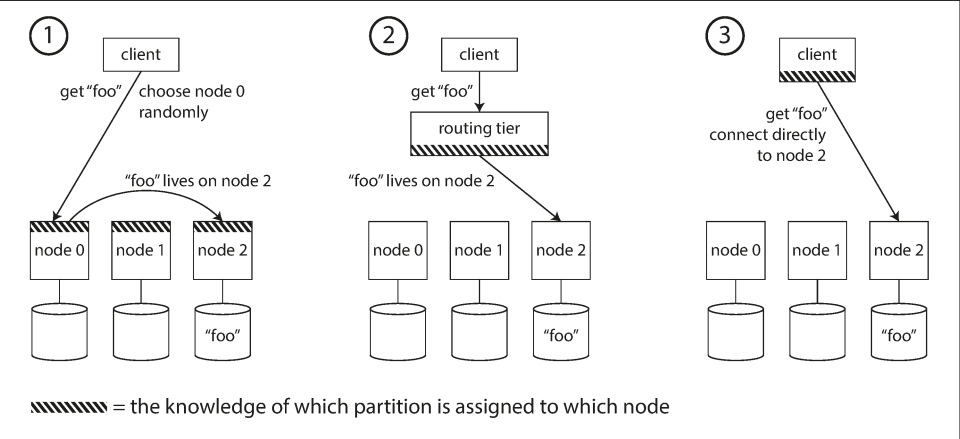 1
client
get “foo”
choose node 0
randomly
“foo” lives on node 2
node 0
node 1
node 2
“foo”
2
client
get “foo”
routing tier
“foo” lives on node 2
node 0
node 1
node 2
“foo”
3
client
get “foo”
connect directly
to node 2
node 0
node 1
node 2
“foo”
= the knowledge of which partition is assigned to which node